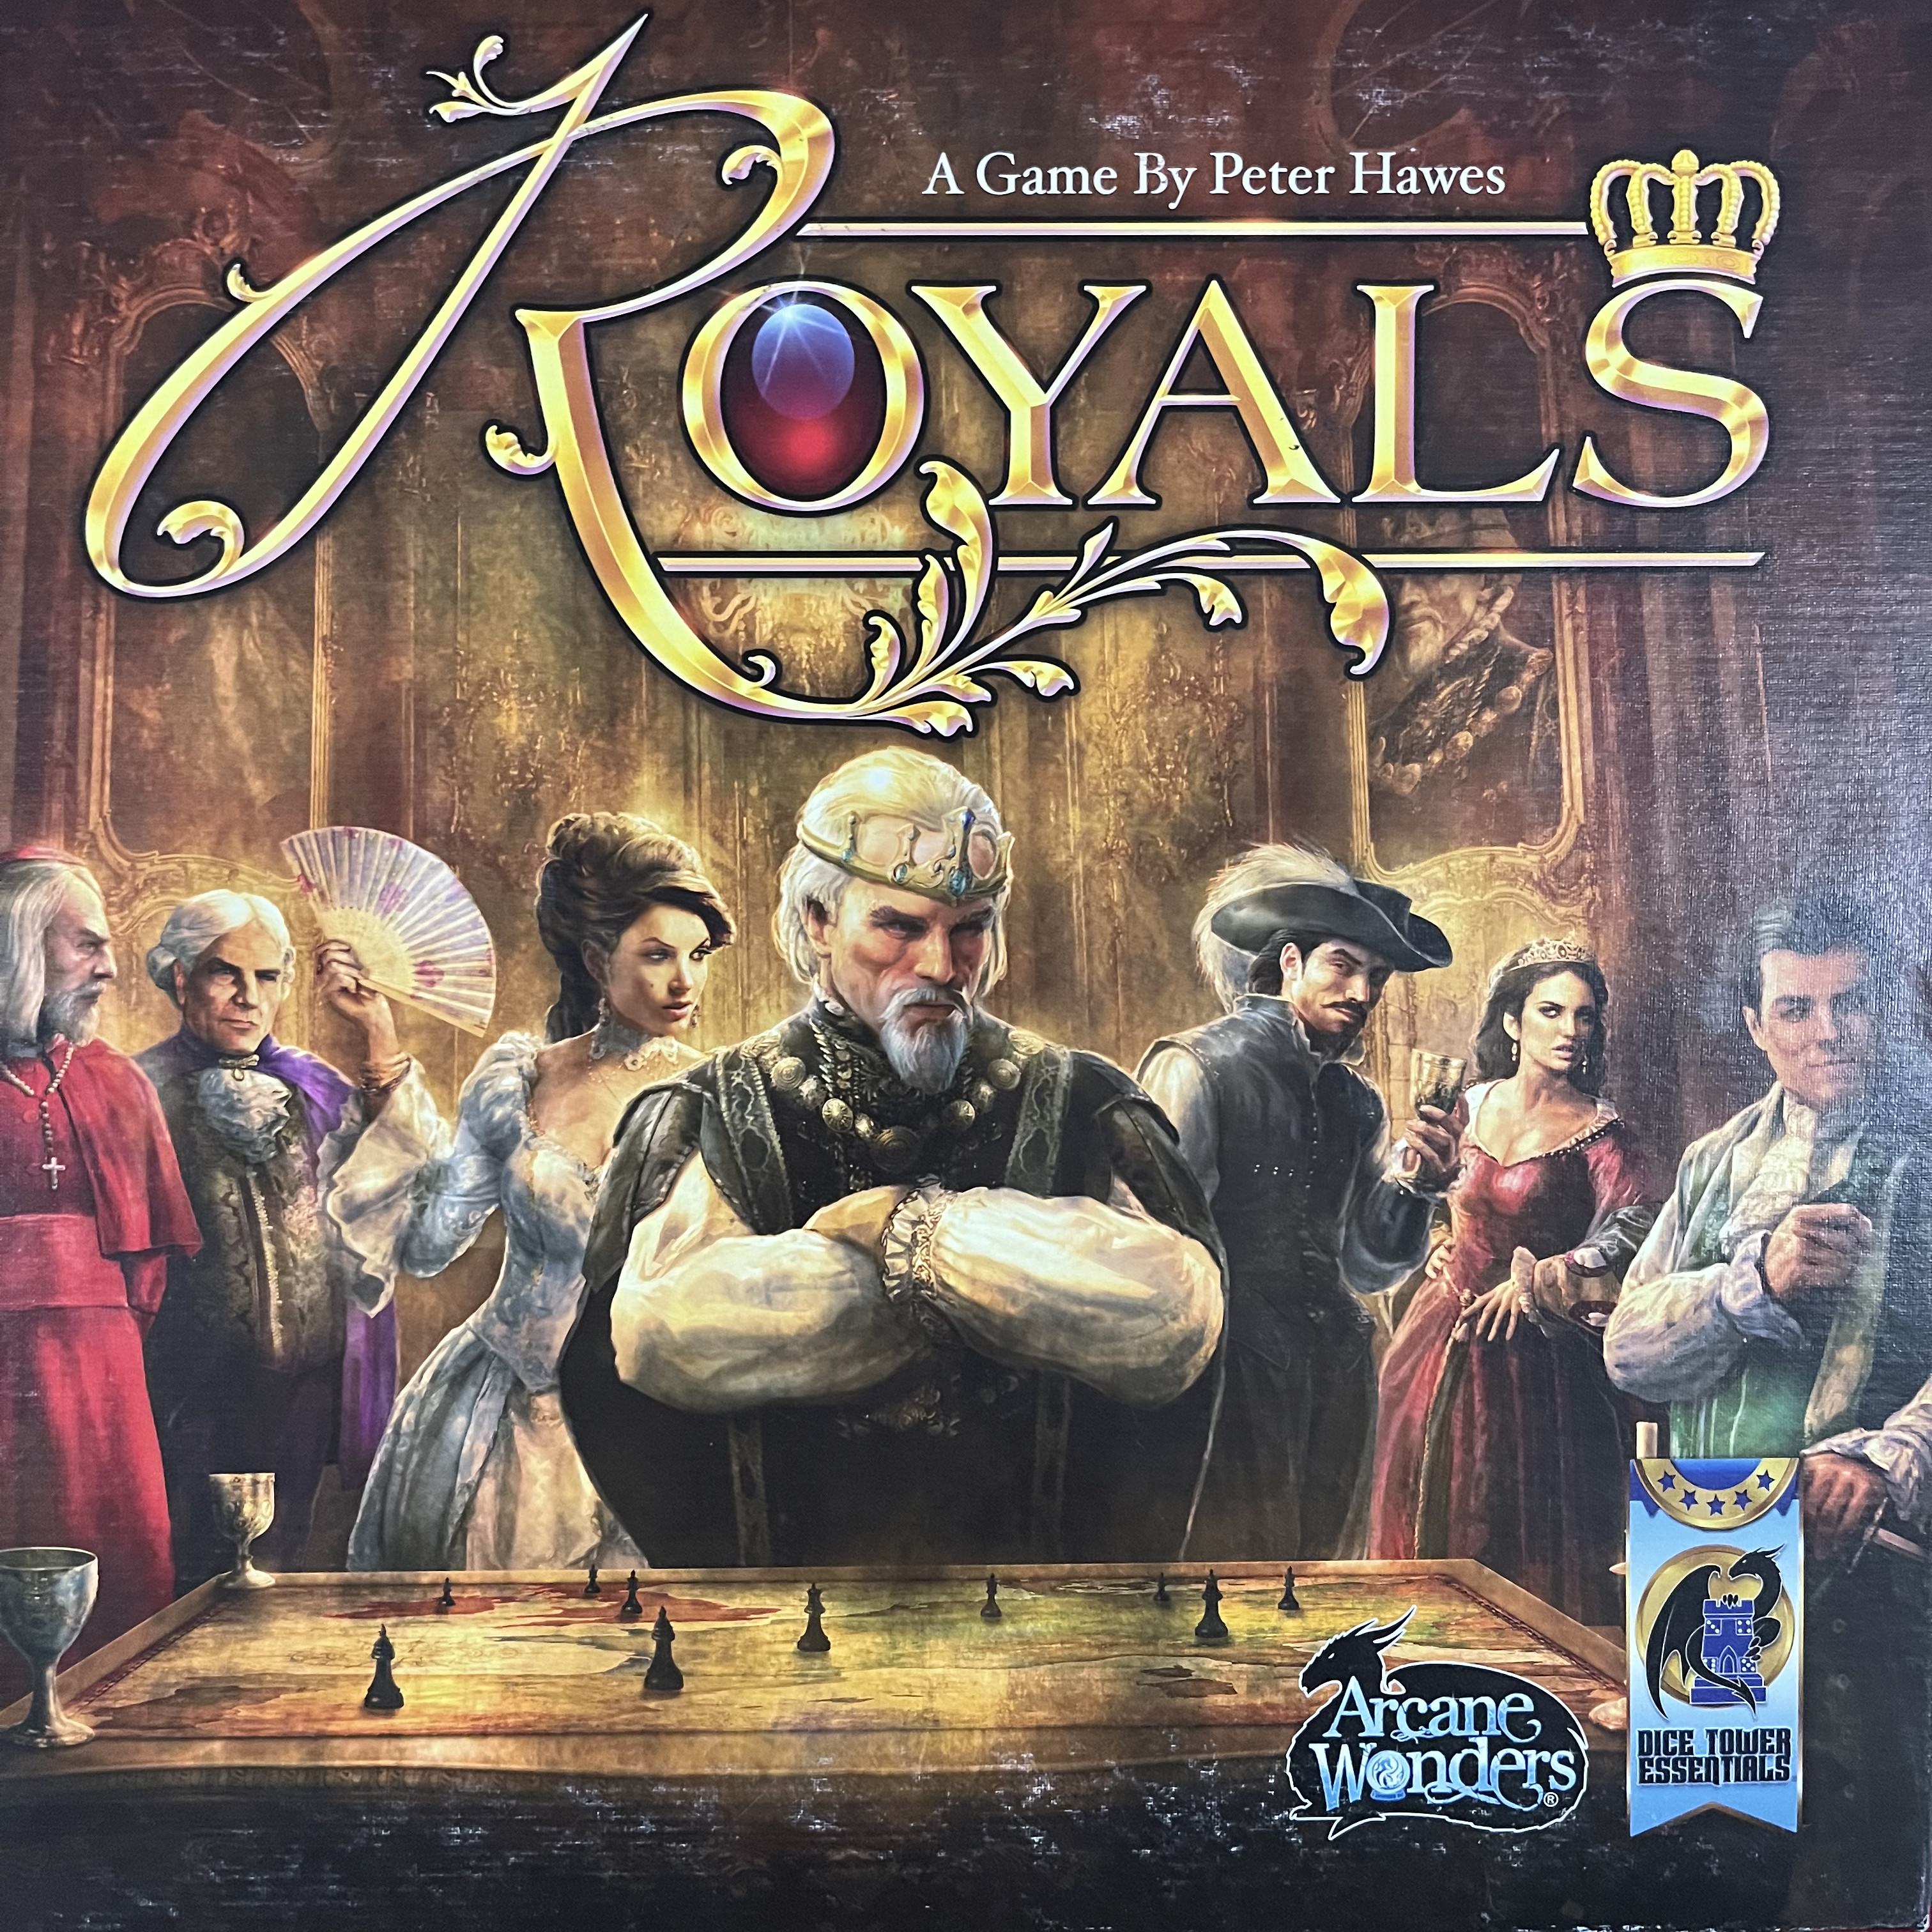 A Game By Peter Hawes
ROYALS
Arcane
Wonders®
DICE TOWER
ESSENTIALS